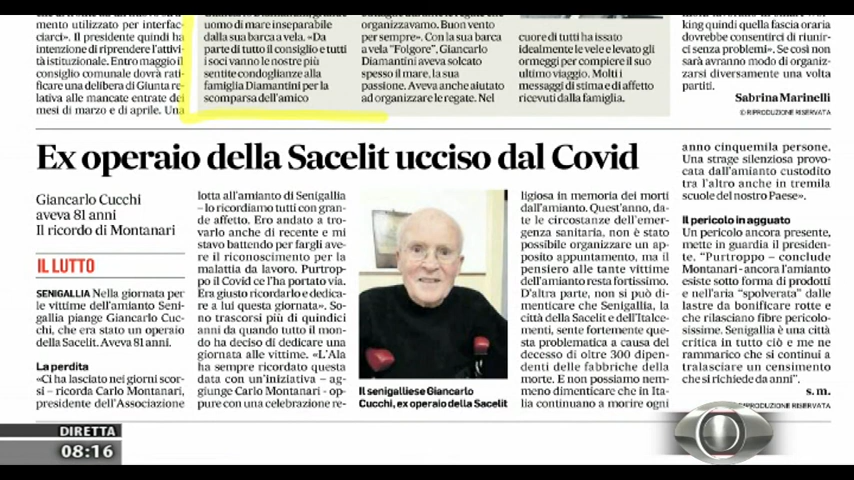 mento utilizzato per interfac-
ciarci». Il presidente quindi ha
intenzione di riprendere l'attivi-
tà istituzionale. Entro maggio il
consiglio comunale dovrà rati-
ficare una delibera di Giunta re-
lativa alle mancate entrate dei
mesi di marzo e di aprile. Una
uomo di mare inseparabile
dalla sua barca a vela. «Da
parte di tutto il consiglio e tutti
i soci vanno le nostre più
sentite condoglianze alla
famiglia Diamantini per la
scomparsa dell'amico
organizzavamo. Buon vento
per sempre». Con la sua barca
a vela "Folgore", Giancarlo
Diamantini aveva solcato
spesso il mare, la sua
passione. Aveva anche aiutato
ad organizzare le regate. Nel
cuore di tutti ha issato
idealmente le vele e levato gli
ormeggi per compiere il suo
ultimo viaggio. Molti i
messaggi di stima e di affetto
ricevuti dalla famiglia.
king quindi quella fascia oraria
dovrebbe consentirci di riunir-
ci senza problemi». Se così non
sarà avranno modo di organiz-
zarsi diversamente una volta
partiti.
Sabrina Marinelli
© RIPRODUZIONE RISERVATA
Ex operaio della Sacelit ucciso dal Covid
Giancarlo Cucchi
aveva 81 anni
Il ricordo di Montanari
IL LUTTO
SENIGALLIA Nella giornata per
le vittime dell'amianto Seni-
gallia piange Giancarlo Cuc-
chi, che era stato un operaio
della Sacelit. Aveva 81 anni.
La perdita
«Ci ha lasciato nei giorni scor-
si – ricorda Carlo Montanari,
presidente dell'Associazione
lotta all'amianto di Senigallia
– lo ricordiamo tutti con gran-
de affetto. Ero andato a tro-
varlo anche di recente e mi
stavo battendo per fargli ave-
re il riconoscimento per la
malattia da lavoro. Purtrop-
po il Covid ce l'ha portato via.
Era giusto ricordarlo e dedica-
re a lui questa giornata». So-
no trascorsi più di quindici
anni da quando tutto il mon-
do ha deciso di dedicare una
giornata alle vittime. «L'Ala
ha sempre ricordato questa
data con un'iniziativa – ag-
giunge Carlo Montanari - op-
pure con una celebrazione re-
Il senigalliese Giancarlo
Cucchi, ex operaio della Sacelit
ligiosa in memoria dei morti
dall'amianto. Quest'anno, da-
te le circostanze dell'emer-
genza sanitaria, non è stato
possibile organizzare un ap-
posito appuntamento, ma il
pensiero alle tante vittime
dell'amianto resta fortissimo.
D'altra parte, non si può di-
menticare che Senigallia, la
città della Sacelit e dell'Italce-
menti, sente fortemente que-
sta problematica a causa del
decesso di oltre 300 dipen-
denti delle fabbriche della
morte. E non possiamo nem-
meno dimenticare che in Ita-
lia continuano a morire ogni
anno cinquemila persone.
Una strage silenziosa provo-
cata dall'amianto custodito
tra l'altro anche in tremila
scuole del nostro Paese».
Il pericolo in agguato
Un pericolo ancora presente,
mette in guardia il presiden-
te. "Purtroppo – conclude
Montanari - ancora l'amianto
esiste sotto forma di prodotti
e nell'aria "spolverata" dalle
lastre da bonificare rotte e
che rilasciano fibre pericolo-
sissime. Senigallia è una città
critica in tutto ciò e me ne
rammarico che si continui a
tralasciare un censimento
che si richiede da anni".
s. m.
RIPRODUZIONE RISERVATA
DIRETTA
08:16